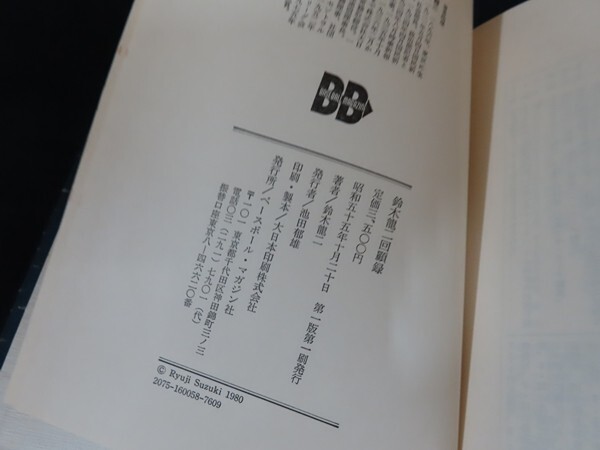 鈴木龍二回顧録
定価三、五〇〇円
昭和五十五年十月二十日 第一版第一刷発行
著者/鈴木龍二
発行者/池田郁雄
印刷・製本/大日本印刷株式会社
発行所/ベースボール・マガジン社
〒一〇一 東京都千代田区神田錦町三ノ三
電話〇三(二九一)七九〇一(代)
振替口座東京八-四六六二〇番
© Ryuji Suzuki 1980
2075-160058-7609